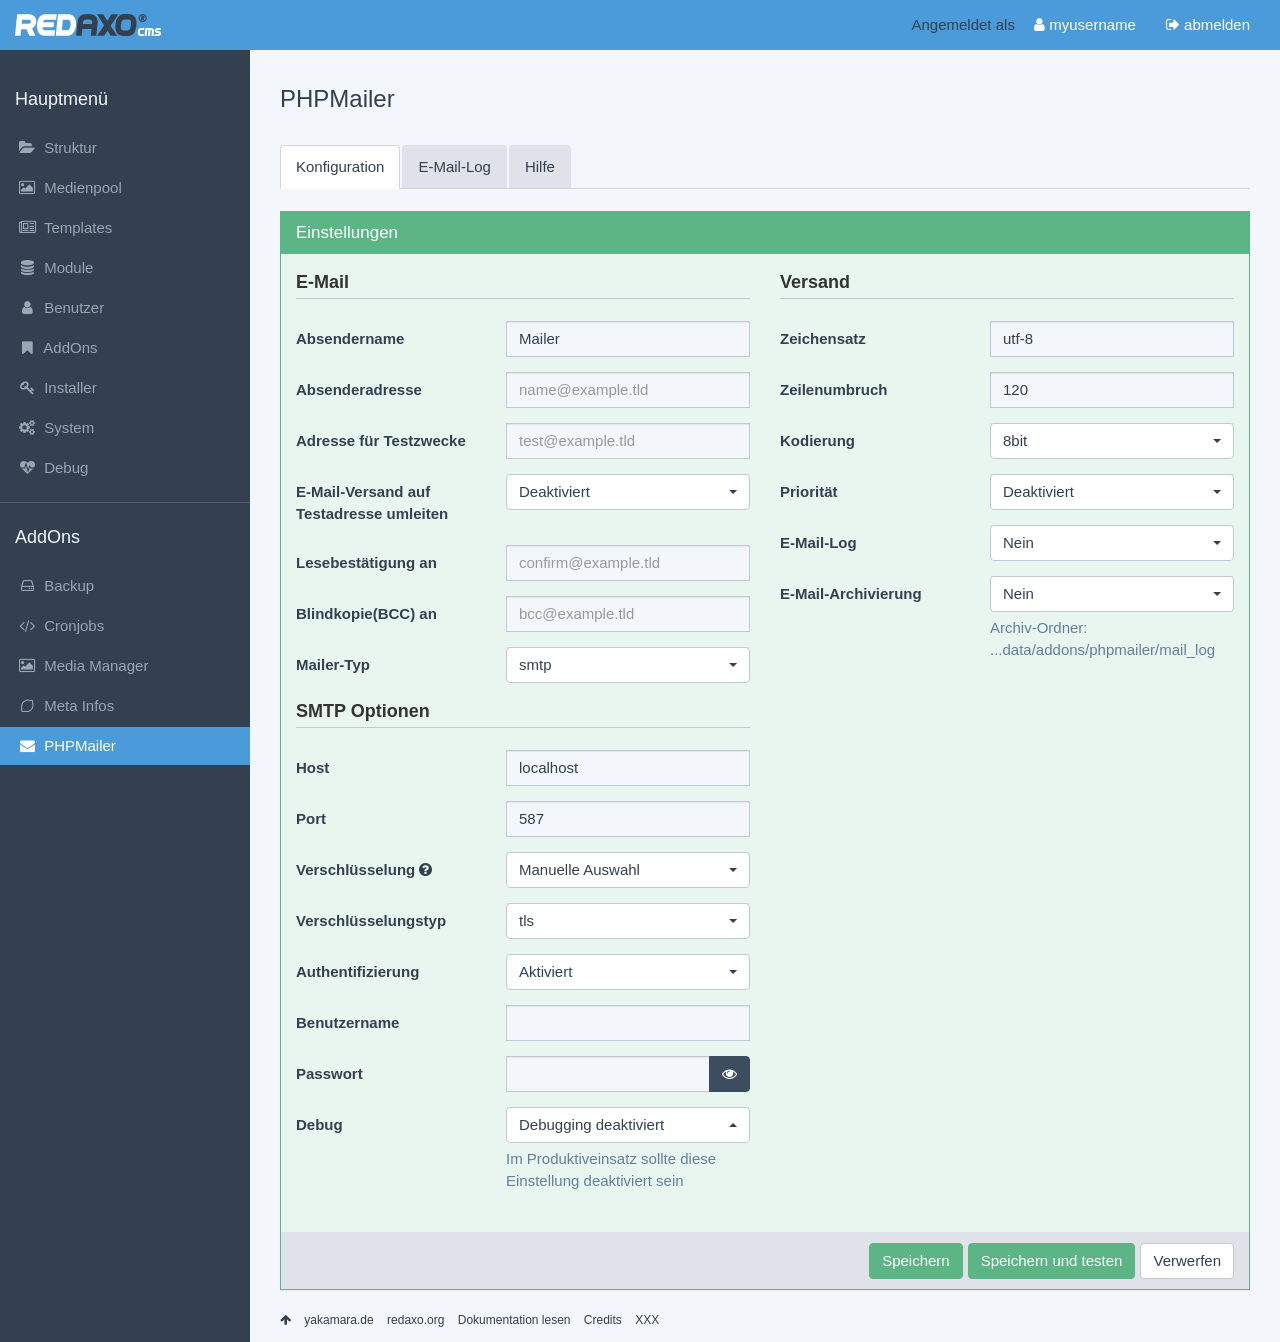 REDAXO® cms
Angemeldet als myusername abmelden
Hauptmenü
Struktur
Medienpool
Templates
Module
Benutzer
AddOns
Installer
System
Debug
AddOns
Backup
Cronjobs
Media Manager
Meta Infos
PHPMailer
PHPMailer
Konfiguration E-Mail-Log Hilfe
Einstellungen
E-Mail
Absendername Mailer
Absenderadresse name@example.tld
Adresse für Testzwecke test@example.tld
E-Mail-Versand auf Deaktiviert
Testadresse umleiten
Lesebestätigung an confirm@example.tld
Blindkopie(BCC) an bcc@example.tld
Mailer-Typ smtp
SMTP Optionen
Host localhost
Port 587
Verschlüsselung Manuelle Auswahl
Verschlüsselungstyp tls
Authentifizierung Aktiviert
Benutzername
Passwort
Debug Debugging deaktiviert
Im Produktiveinsatz sollte diese
Einstellung deaktiviert sein
Versand
Zeichensatz utf-8
Zeilenumbruch 120
Kodierung 8bit
Priorität Deaktiviert
E-Mail-Log Nein
E-Mail-Archivierung Nein
Archiv-Ordner:
...data/addons/phpmailer/mail_log
Speichern Speichern und testen Verwerfen
yakamara.de redaxo.org Dokumentation lesen Credits XXX